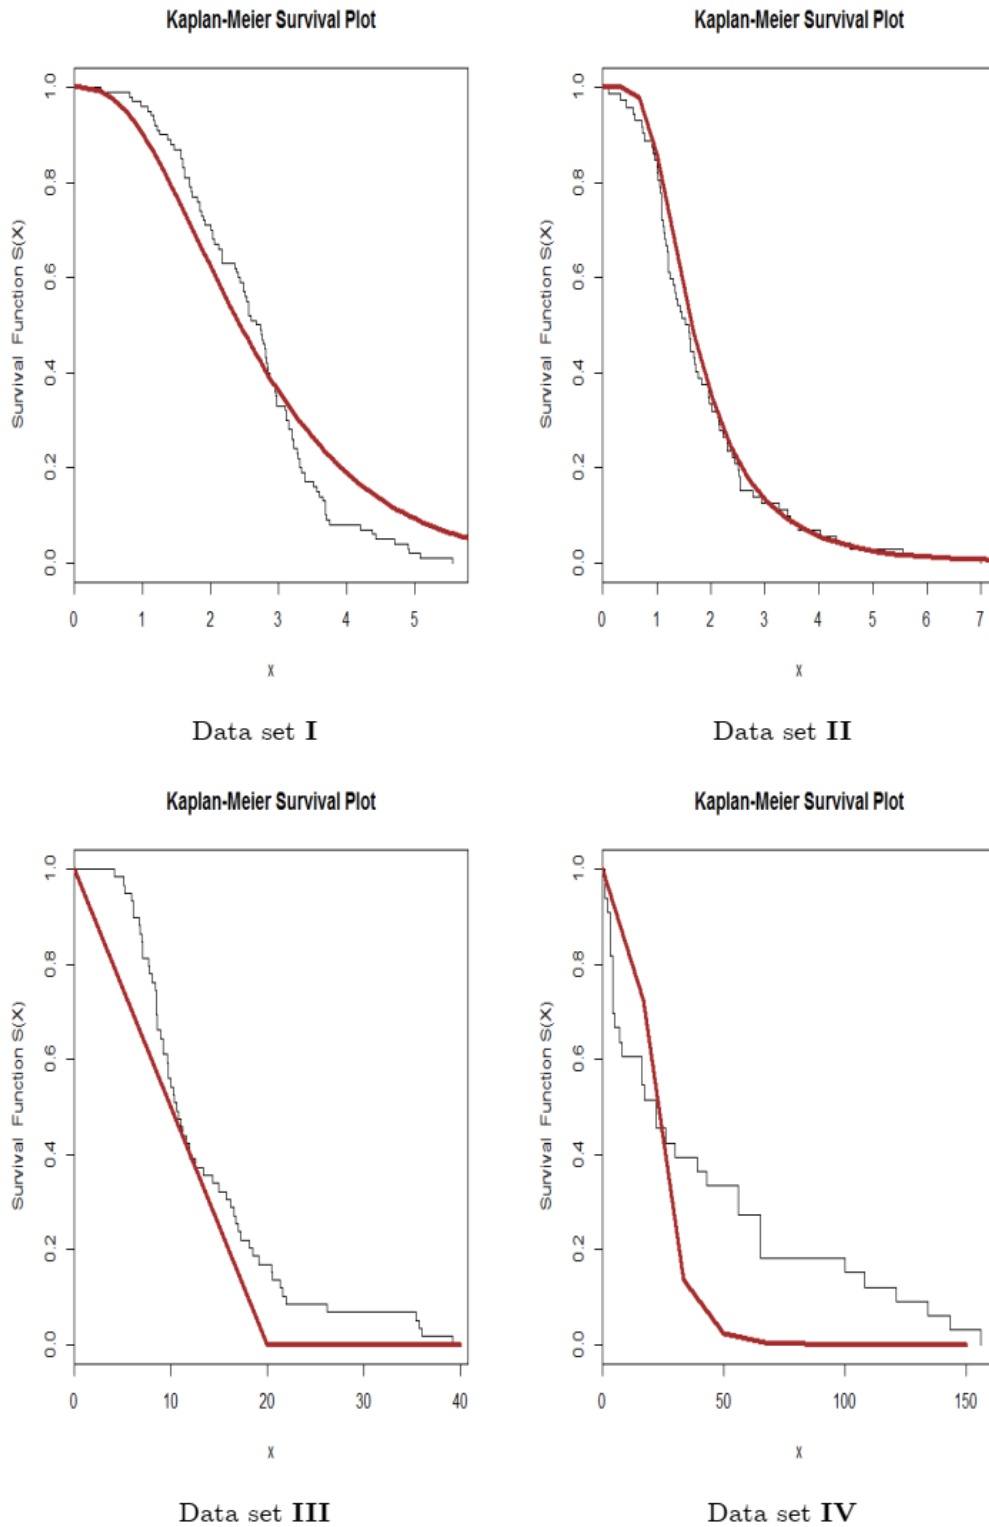 Kaplan-Meier Survival Plot
Survival Function S(X)
0.0 0.2 0.4 0.6 0.8 1.0
0 1 2 3 4 5
x
Data set I
Kaplan-Meier Survival Plot
Survival Function S(X)
0.0 0.2 0.4 0.6 0.8 1.0
0 1 2 3 4 5 6 7
x
Data set II
Kaplan-Meier Survival Plot
Survival Function S(X)
0.0 0.2 0.4 0.6 0.8 1.0
0 10 20 30 40
x
Data set III
Kaplan-Meier Survival Plot
Survival Function S(X)
0.0 0.2 0.4 0.6 0.8 1.0
0 50 100 150
x
Data set IV